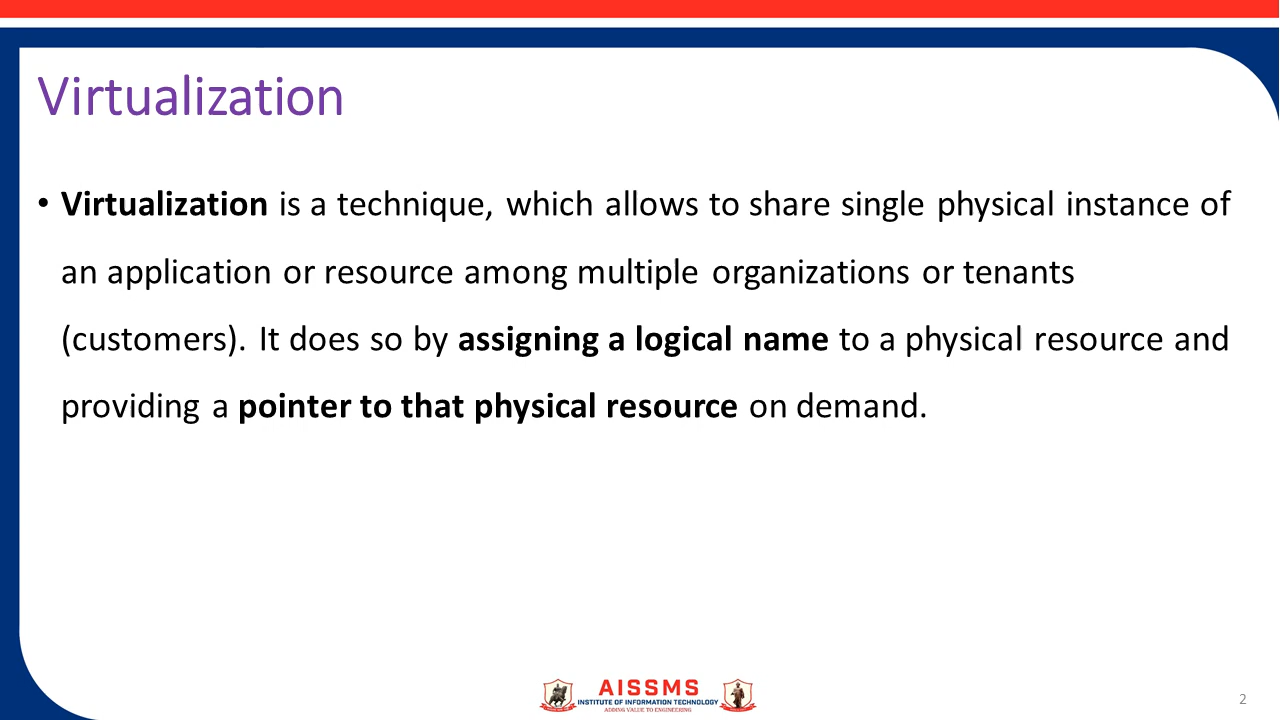 Virtualization
• Virtualization is a technique, which allows to share single physical instance of
an application or resource among multiple organizations or tenants
(customers). It does so by assigning a logical name to a physical resource and
providing a pointer to that physical resource on demand.
AISSMS
INSTITUTE OF INFORMATION TECHNOLOGY
ADDING VALUE TO ENGINEERING
2